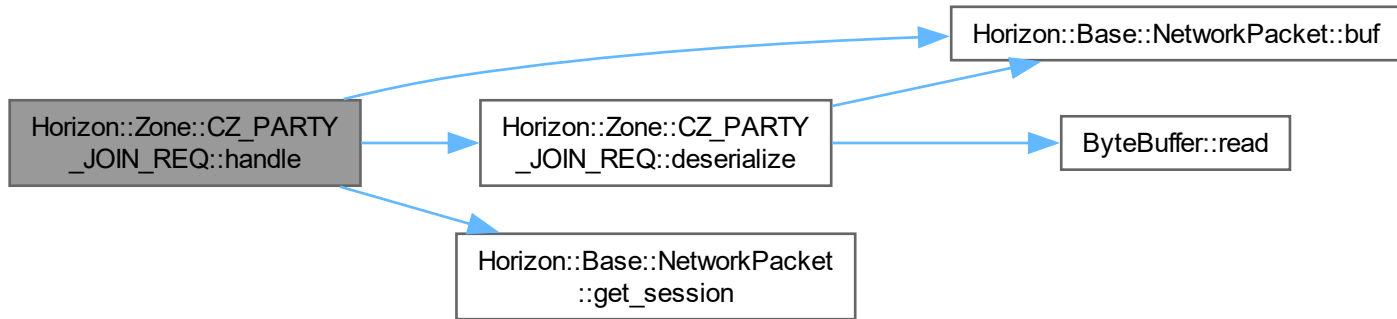 Horizon::Zone::CZ_PARTY
_JOIN_REQ::handle
Horizon::Base::NetworkPacket::buf
Horizon::Zone::CZ_PARTY
_JOIN_REQ::deserialize
ByteBuffer::read
Horizon::Base::NetworkPacket
::get_session